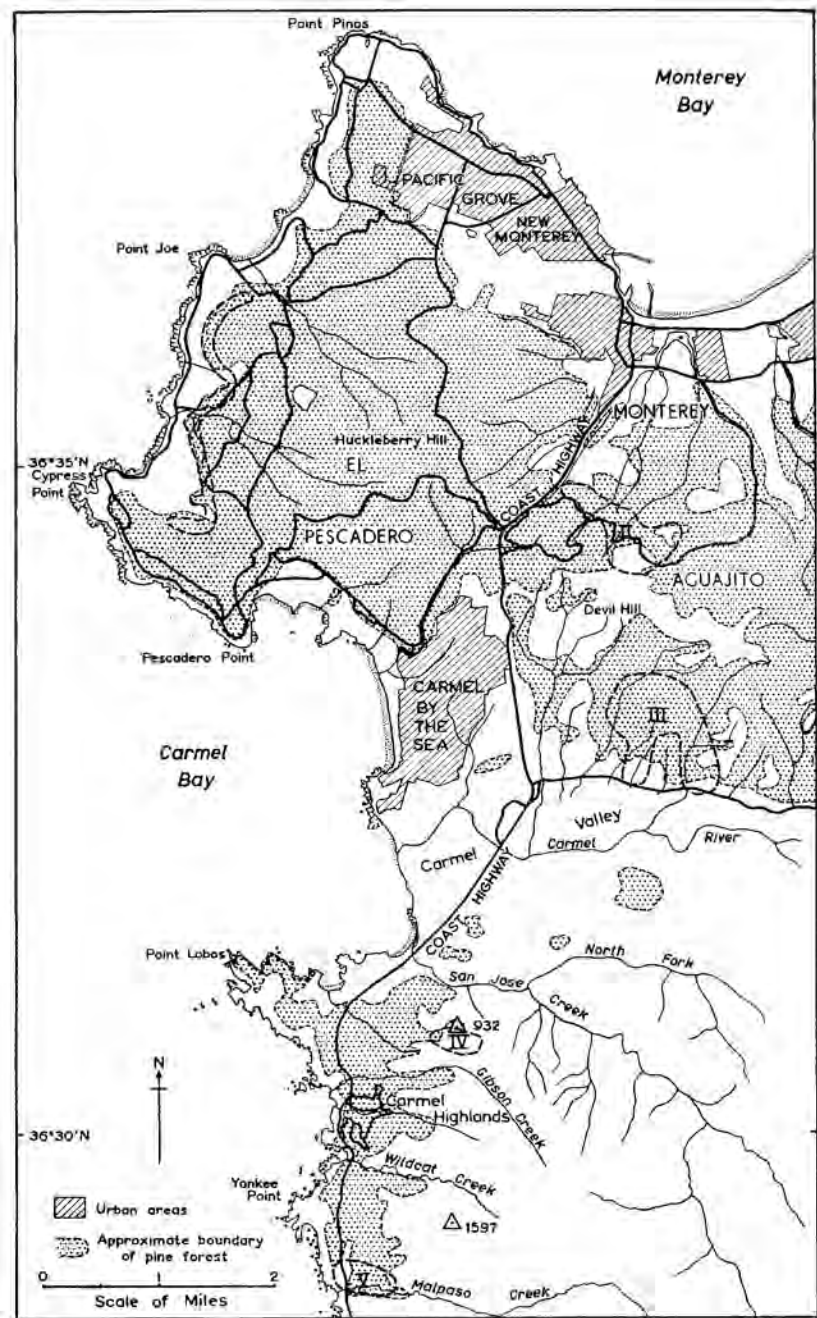 Point Pinos
Monterey
Bay
PACIFIC
GROVE
NEW
MONTEREY
Point Joe
MONTEREY
COAST HIGHWAY
Huckleberry Hill
36°35'N
Cypress
Point
EL
PESCADERO
II
AGUAJITO
Devil Hill
Pescadero Point
CARMEL
BY
THE
SEA
III
Carmel
Bay
Carmel
Valley
Carmel
River
COAST HIGHWAY
Point Lobos
San Jose
Creek
North
Fork
932
IV
Gibson Creek
N
Carmel
Highlands
36°30'N
Wildcat Creek
Yankee
Point
1597
Urban areas
Approximate boundary
of pine forest
0 1 2
Scale of Miles
V
Malpaso Creek